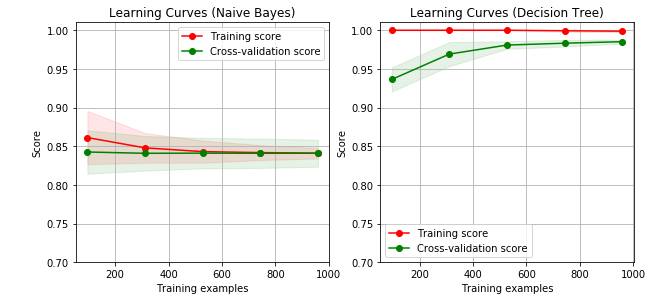 Learning Curves (Naive Bayes)
1.00
0.95
0.90
0.85
0.80
0.75
0.70
Score
Training score
Cross-validation score
200
400
600
800
1000
Training examples
Learning Curves (Decision Tree)
1.00
0.95
0.90
0.85
0.80
0.75
0.70
Score
Training score
Cross-validation score
200
400
600
800
1000
Training examples